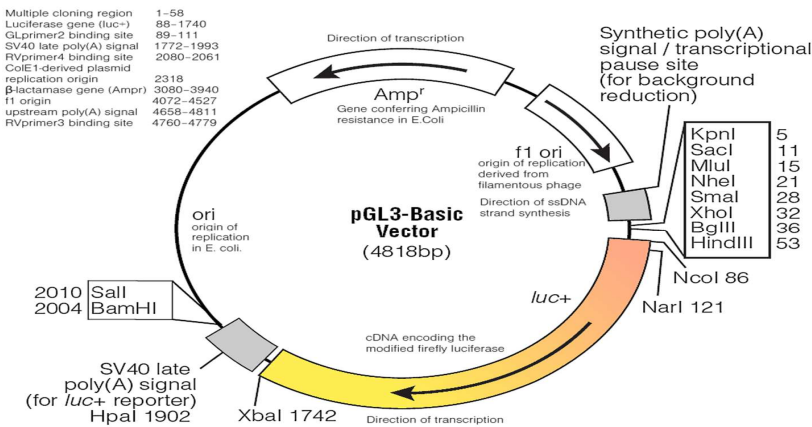 Multiple cloning region 1-58
Luciferase gene (luc+) 88-1740
GLprimer2 binding site 89-111
SV40 late poly(A) signal 1772-1993
RVprimer4 binding site 2080-2061
ColE1-derived plasmid
replication origin 2318
β-lactamase gene (Ampr) 3080-3940
f1 origin 4072-4527
upstream poly(A) signal 4658-4811
RVprimer3 binding site 4760-4779
Direction of transcription
Ampr
Gene conferring Ampicillin
resistance in E.Coli
Synthetic poly(A)
signal / transcriptional
pause site
(for background
reduction)
f1 ori
origin of replication
derived from
filamentous phage
Direction of ssDNA
strand synthesis
KpnI 5
SacI 11
MluI 15
NheI 21
SmaI 28
XhoI 32
BglII 36
HindIII 53
NcoI 86
NarI 121
pGL3-Basic
Vector
(4818bp)
ori
origin of
replication
in E. coli.
2010 SalI
2004 BamHI
luc+
cDNA encoding the
modified firefly luciferase
SV40 late
poly(A) signal
(for luc+ reporter)
HpaI 1902
XbaI 1742
Direction of transcription